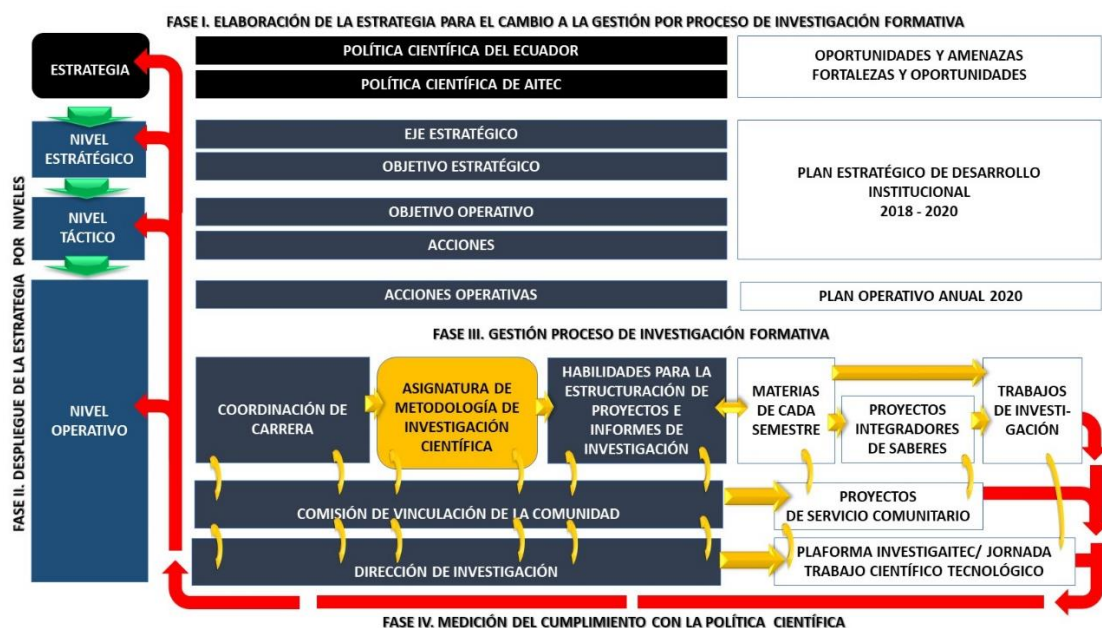 FASE I. ELABORACIÓN DE LA ESTRATEGIA PARA EL CAMBIO A LA GESTIÓN POR PROCESO DE INVESTIGACIÓN FORMATIVA
ESTRATEGIA
POLÍTICA CIENTÍFICA DEL ECUADOR
POLÍTICA CIENTÍFICA DE AITEC
OPORTUNIDADES Y AMENAZAS
FORTALEZAS Y OPORTUNIDADES
FASE II. DESPLIEGUE DE LA ESTRATEGIA POR NIVELES
NIVEL
ESTRÁTÉGICO
EJE ESTRATÉGICO
OBJETIVO ESTRATÉGICO
NIVEL
TÁCTICO
OBJETIVO OPERATIVO
ACCIONES
PLAN ESTRATÉGICO DE DESARROLLO
INSTITUCIONAL
2018 - 2020
NIVEL
OPERATIVO
ACCIONES OPERATIVAS
PLAN OPERATIVO ANUAL 2020
FASE III. GESTIÓN PROCESO DE INVESTIGACIÓN FORMATIVA
COORDINACIÓN DE
CARRERA
ASIGNATURA DE
METODOLOGÍA DE
INVESTIGACIÓN
CIENTÍFICA
HABILIDADES PARA LA
ESTRUCTURACIÓN DE
PROYECTOS E
INFORMES DE
INVESTIGACIÓN
MATERIAS
DE CADA
SEMESTRE
PROYECTOS
INTEGRADORES
DE SABERES
TRABAJOS
DE INVESTI-
GACIÓN
COMISIÓN DE VINCULACIÓN DE LA COMUNIDAD
PROYECTOS
DE SERVICIO COMUNITARIO
DIRECCIÓN DE INVESTIGACIÓN
PLAFORMA INVESTIGAITEC/ JORNADA
TRABAJO CIENTÍFICO TECNOLÓGICO
FASE IV. MEDICIÓN DEL CUMPLIMIENTO CON LA POLÍTICA CIENTÍFICA